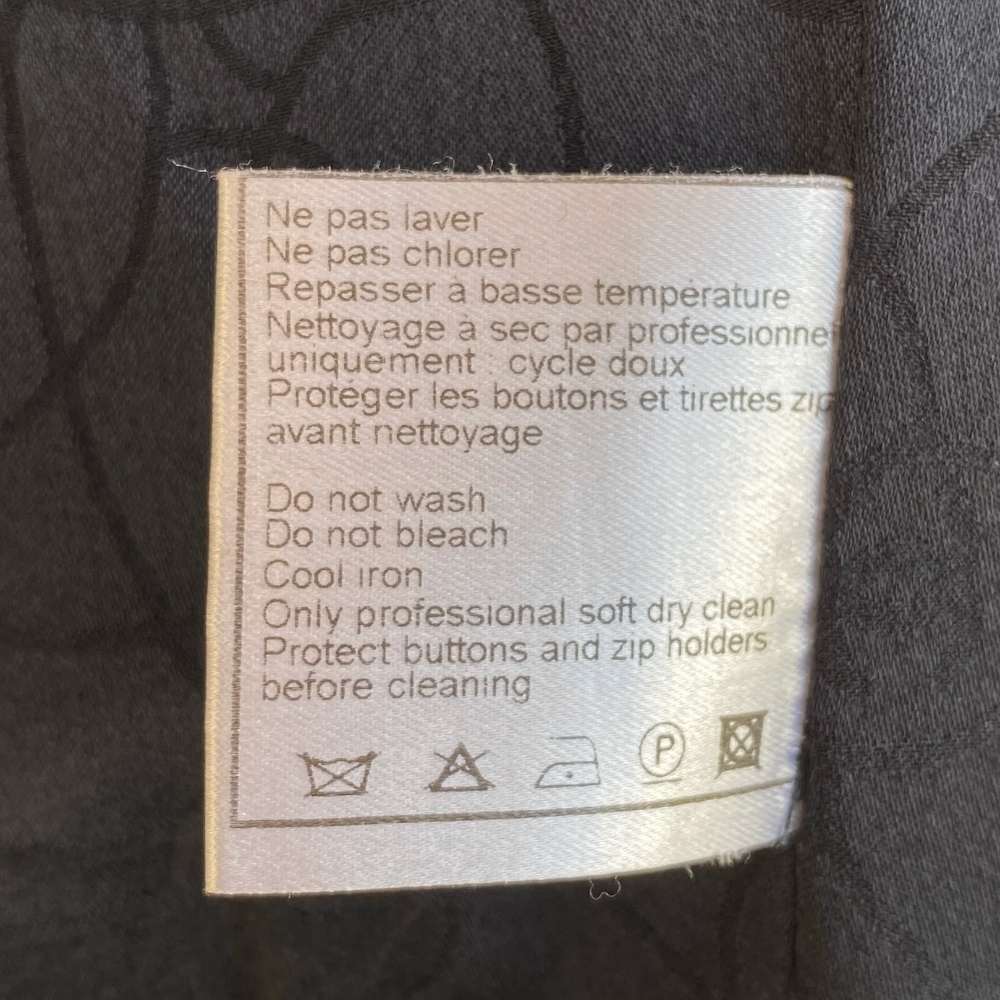 Ne pas laver
Ne pas chlorer
Repasser à basse température
Nettoyage à sec par professionnel
uniquement : cycle doux
Protéger les boutons et tirettes zip
avant nettoyage
Do not wash
Do not bleach
Cool iron
Only professional soft dry clean
Protect buttons and zip holders
before cleaning
P